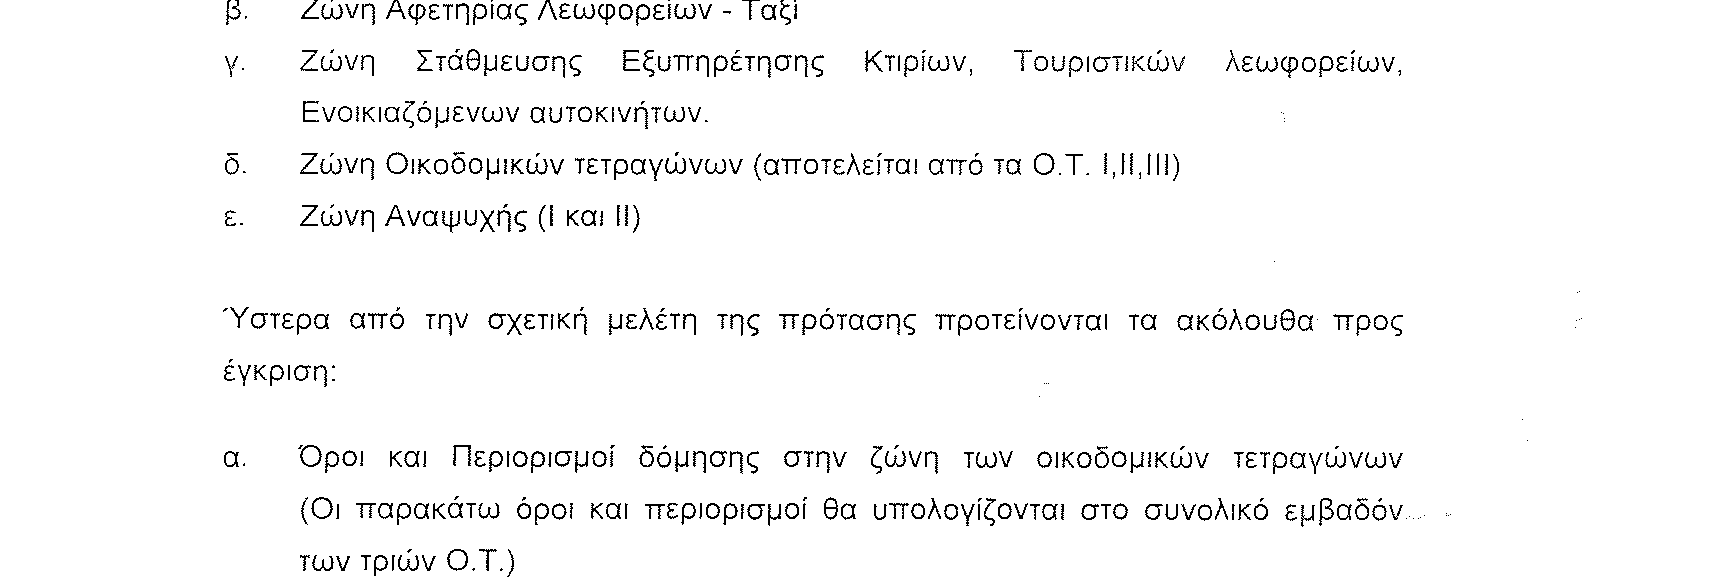 β. Ζώνη Αφετηρίας Λεωφορείων - Ταξί
γ. Ζώνη Στάθμευσης Εξυπηρέτησης Κτιρίων, Τουριστικών λεωφορείων,
Ενοικιαζόμενων αυτοκινήτων.
δ. Ζώνη Οικοδομικών τετραγώνων (αποτελείται από τα Ο.Τ. Ι,ΙΙ,ΙΙΙ)
ε. Ζώνη Αναψυχής (Ι και ΙΙ)
Ύστερα από την σχετική μελέτη της πρότασης προτείνονται τα ακόλουθα προς
έγκριση:
α. Όροι και Περιορισμοί δόμησης στην ζώνη των οικοδομικών τετραγώνων
(Οι παρακάτω όροι και περιορισμοί θα υπολογίζονται στο συνολικό εμβαδόν
των τριών Ο.Τ.)